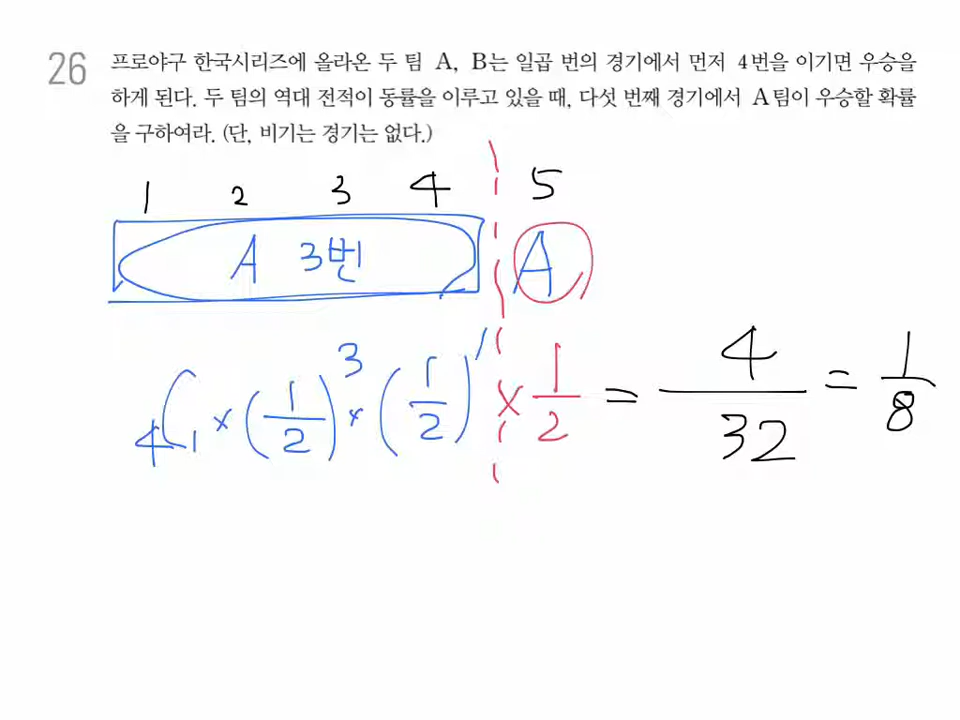 26 프로야구 한국시리즈에 올라온 두 팀 A, B는 일곱 번의 경기에서 먼저 4번을 이기면 우승을
하게 된다. 두 팀의 역대 전적이 동률을 이루고 있을 때, 다섯 번째 경기에서 A팀이 우승할 확률
을 구하여라. (단, 비기는 경기는 없다.)
1 2 3 4 5
A 3번 A
₄C₁ × (1/2)³ × (1/2)¹ × 1/2 = 4/32 = 1/8